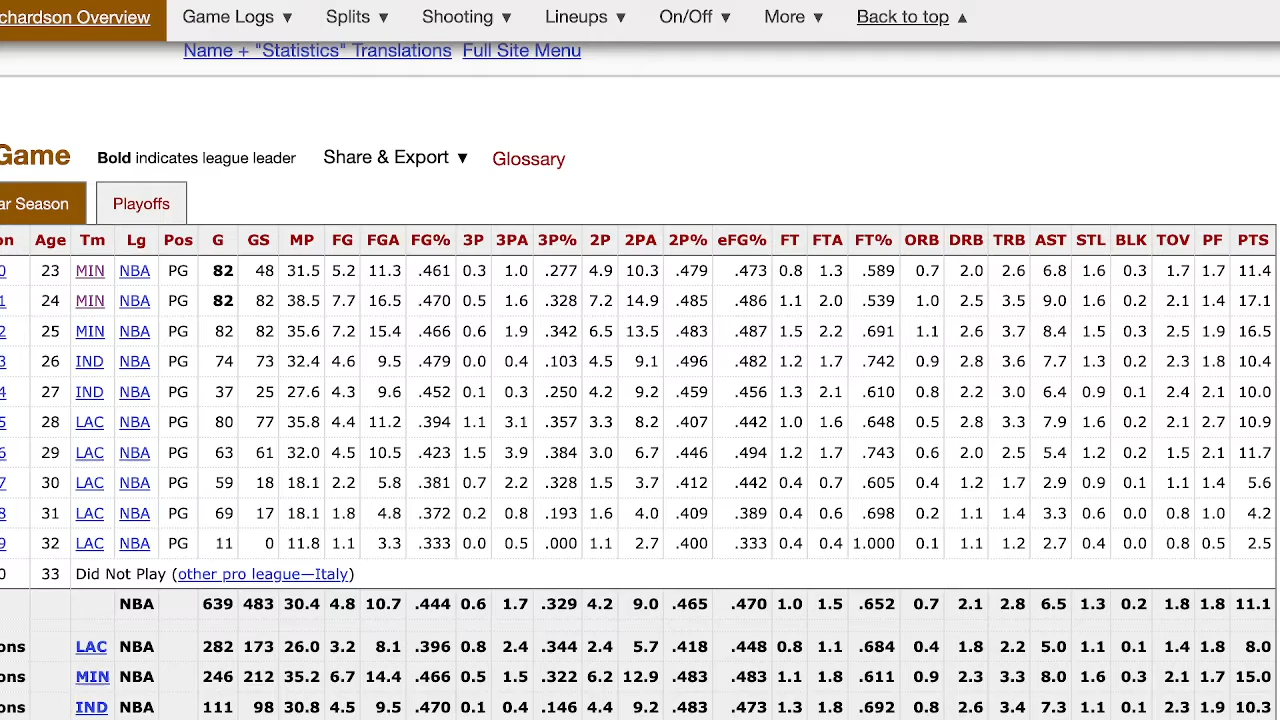 chardson Overview Game Logs ▼ Splits ▼ Shooting ▼ Lineups ▼ On/Off ▼ More ▼ Back to top ▲
Name + "Statistics" Translations Full Site Menu
Game Bold indicates league leader Share & Export ▼ Glossary
ar Season Playoffs
on Age Tm Lg Pos G GS MP FG FGA FG% 3P 3PA 3P% 2P 2PA 2P% eFG% FT FTA FT% ORB DRB TRB AST STL BLK TOV PF PTS
0 23 MIN NBA PG 82 48 31.5 5.2 11.3 .461 0.3 1.0 .277 4.9 10.3 .479 .473 0.8 1.3 .589 0.7 2.0 2.6 6.8 1.6 0.3 1.7 1.7 11.4
1 24 MIN NBA PG 82 82 38.5 7.7 16.5 .470 0.5 1.6 .328 7.2 14.9 .485 .486 1.1 2.0 .539 1.0 2.5 3.5 9.0 1.6 0.2 2.1 1.4 17.1
2 25 MIN NBA PG 82 82 35.6 7.2 15.4 .466 0.6 1.9 .342 6.5 13.5 .483 .487 1.5 2.2 .691 1.1 2.6 3.7 8.4 1.5 0.3 2.5 1.9 16.5
3 26 IND NBA PG 74 73 32.4 4.6 9.5 .479 0.0 0.4 .103 4.5 9.1 .496 .482 1.2 1.7 .742 0.9 2.8 3.6 7.7 1.3 0.2 2.3 1.8 10.4
4 27 IND NBA PG 37 25 27.6 4.3 9.6 .452 0.1 0.3 .250 4.2 9.2 .459 .456 1.3 2.1 .610 0.8 2.2 3.0 6.4 0.9 0.1 2.4 2.1 10.0
5 28 LAC NBA PG 80 77 35.8 4.4 11.2 .394 1.1 3.1 .357 3.3 8.2 .407 .442 1.0 1.6 .648 0.5 2.8 3.3 7.9 1.6 0.2 2.1 2.7 10.9
6 29 LAC NBA PG 63 61 32.0 4.5 10.5 .423 1.5 3.9 .384 3.0 6.7 .446 .494 1.2 1.7 .743 0.6 2.0 2.5 5.4 1.2 0.2 1.5 2.1 11.7
7 30 LAC NBA PG 59 18 18.1 2.2 5.8 .381 0.7 2.2 .328 1.5 3.7 .412 .442 0.4 0.7 .605 0.4 1.2 1.7 2.9 0.9 0.1 1.1 1.4 5.6
8 31 LAC NBA PG 69 17 18.1 1.8 4.8 .372 0.2 0.8 .193 1.6 4.0 .409 .389 0.4 0.6 .698 0.2 1.1 1.4 3.3 0.6 0.0 0.8 1.0 4.2
9 32 LAC NBA PG 11 0 11.8 1.1 3.3 .333 0.0 0.5 .000 1.1 2.7 .400 .333 0.4 0.4 1.000 0.1 1.1 1.2 2.7 0.4 0.0 0.8 0.5 2.5
0 33 Did Not Play (other pro league—Italy)
NBA 639 483 30.4 4.8 10.7 .444 0.6 1.7 .329 4.2 9.0 .465 .470 1.0 1.5 .652 0.7 2.1 2.8 6.5 1.3 0.2 1.8 1.8 11.1
ons LAC NBA 282 173 26.0 3.2 8.1 .396 0.8 2.4 .344 2.4 5.7 .418 .448 0.8 1.1 .684 0.4 1.8 2.2 5.0 1.1 0.1 1.4 1.8 8.0
ons MIN NBA 246 212 35.2 6.7 14.4 .466 0.5 1.5 .322 6.2 12.9 .483 .483 1.1 1.8 .611 0.9 2.3 3.3 8.0 1.6 0.3 2.1 1.7 15.0
ons IND NBA 111 98 30.8 4.5 9.5 .470 0.1 0.4 .146 4.4 9.2 .483 .473 1.3 1.8 .692 0.8 2.6 3.4 7.3 1.2 0.1 2.3 1.9 10.3